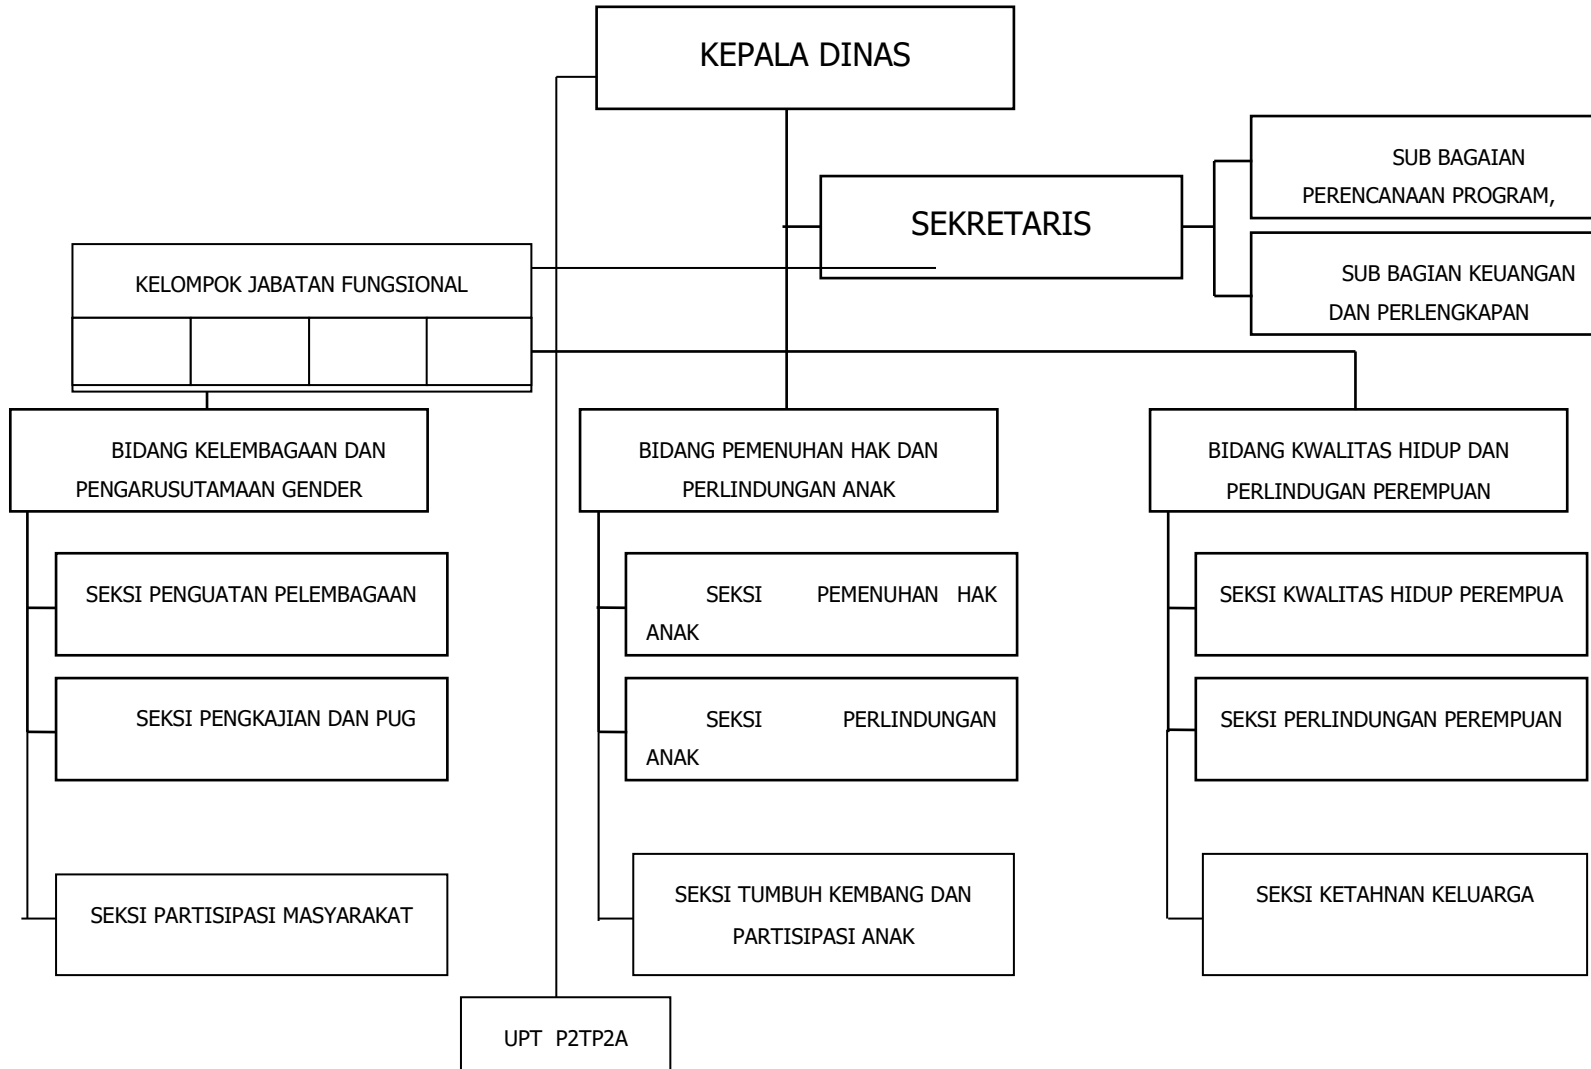 KEPALA DINAS
SUB BAGAIAN
PERENCANAAN PROGRAM,
SEKRETARIS
SUB BAGIAN KEUANGAN
DAN PERLENGKAPAN
KELOMPOK JABATAN FUNGSIONAL
BIDANG KELEMBAGAAN DAN
PENGARUSUTAMAAN GENDER
BIDANG PEMENUHAN HAK DAN
PERLINDUNGAN ANAK
BIDANG KWALITAS HIDUP DAN
PERLINDUGAN PEREMPUAN
SEKSI PENGUATAN PELEMBAGAAN
SEKSI PEMENUHAN HAK
ANAK
SEKSI KWALITAS HIDUP PEREMPUA
SEKSI PENGKAJIAN DAN PUG
SEKSI PERLINDUNGAN
ANAK
SEKSI PERLINDUNGAN PEREMPUAN
SEKSI PARTISIPASI MASYARAKAT
SEKSI TUMBUH KEMBANG DAN
PARTISIPASI ANAK
SEKSI KETAHNAN KELUARGA
UPT P2TP2A